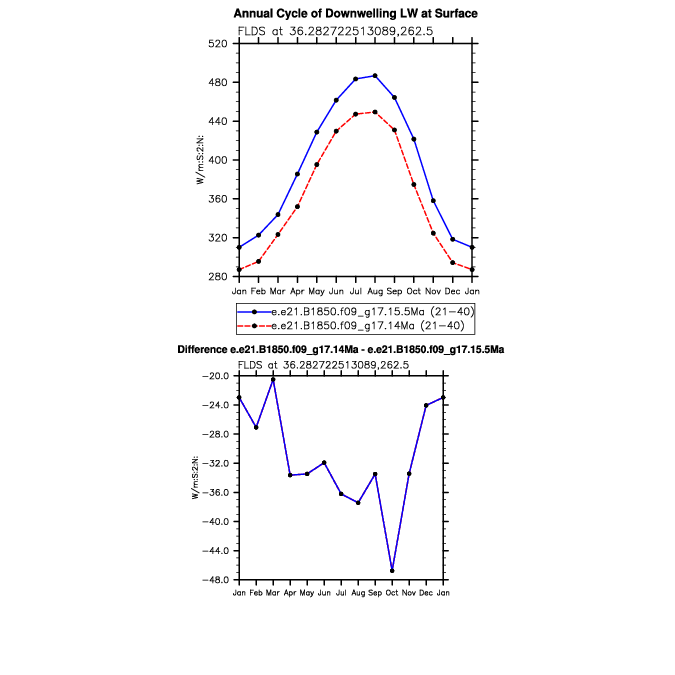 Annual Cycle of Downwelling LW at Surface
FLDS at 36.282722513089,262.5
520
480
440
400
360
320
280
W/m:S:2:N:
Jan Feb Mar Apr May Jun Jul Aug Sep Oct Nov Dec Jan
e.e21.B1850.f09_g17.15.5Ma (21-40)
e.e21.B1850.f09_g17.14Ma (21-40)
Difference e.e21.B1850.f09_g17.14Ma - e.e21.B1850.f09_g17.15.5Ma
FLDS at 36.282722513089,262.5
-20.0
-24.0
-28.0
-32.0
-36.0
-40.0
-44.0
-48.0
W/m:S:2:N:
Jan Feb Mar Apr May Jun Jul Aug Sep Oct Nov Dec Jan